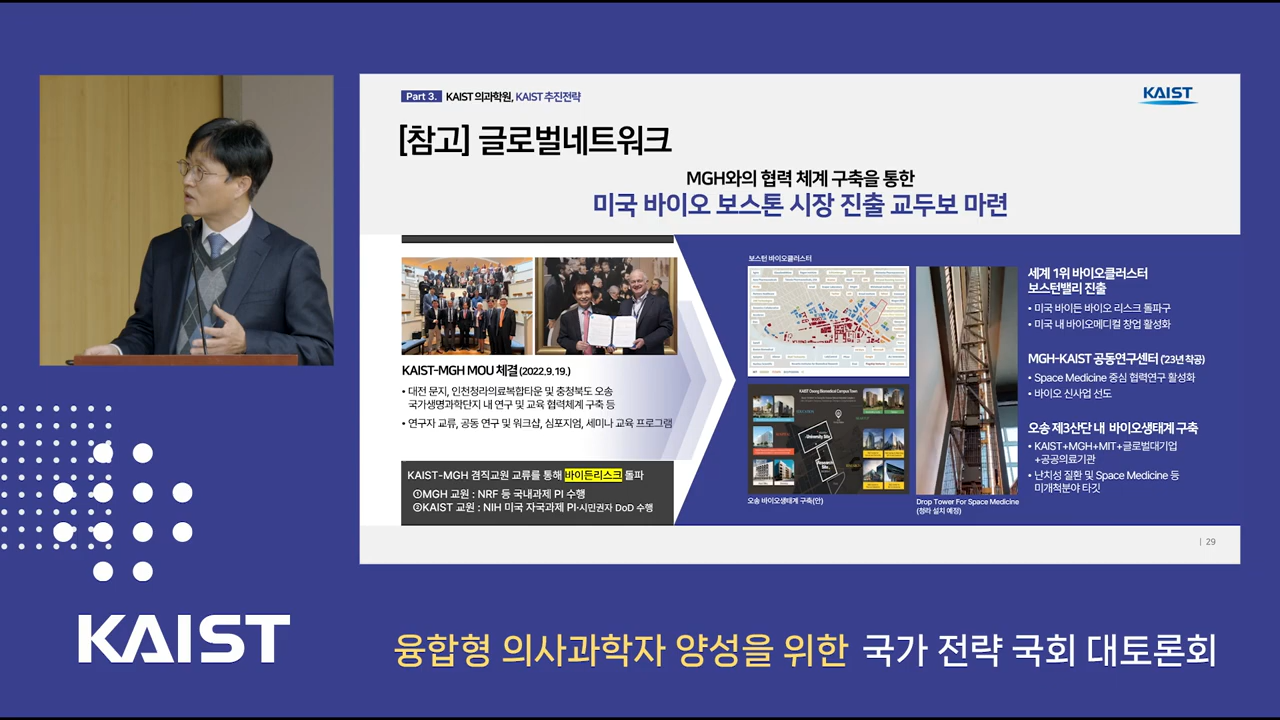 Part 3. KAIST 의과학원, KAIST 추진전략
KAIST
[참고] 글로벌네트워크
MGH와의 협력 체계 구축을 통한
미국 바이오 보스톤 시장 진출 교두보 마련
KAIST-MGH MOU 체결 (2022.9.19.)
• 대전 문지, 인천청라의료복합타운 및 충청북도 오송
국가생명과학단지 내 연구 및 교육 협력체계 구축 등
• 연구자 교류, 공동 연구 및 워크샵, 심포지엄, 세미나 교육 프로그램
KAIST-MGH 겸직교원 교류를 통해 바이든리스크 돌파
①MGH 교원 : NRF 등 국내과제 PI 수행
②KAIST 교원 : NIH 미국 자국과제 PI·시민권자 DoD 수행
보스턴 바이오클러스터
KAIST Osong Biomedical Campus Town
University Site
오송 바이오생태계 구축(안)
Drop Tower For Space Medicine
(청라 설치 예정)
세계 1위 바이오클러스터
보스턴밸리 진출
• 미국 바이든 바이오 리스크 돌파구
• 미국 내 바이오메디컬 창업 활성화
MGH-KAIST 공동연구센터 ('23년 착공)
• Space Medicine 중심 협력연구 활성화
• 바이오 신사업 선도
오송 제3산단 내 바이오생태계 구축
• KAIST+MGH+MIT+글로벌대기업
+공공의료기관
• 난치성 질환 및 Space Medicine 등
미개척분야 타깃
| 29
KAIST
융합형 의사과학자 양성을 위한 국가 전략 국회 대토론회